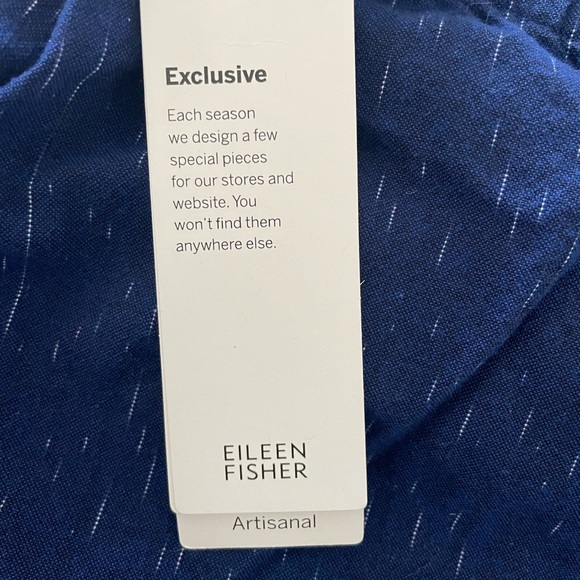 Exclusive
Each season
we design a few
special pieces
for our stores and
website. You
won't find them
anywhere else.
EILEEN
FISHER
Artisanal